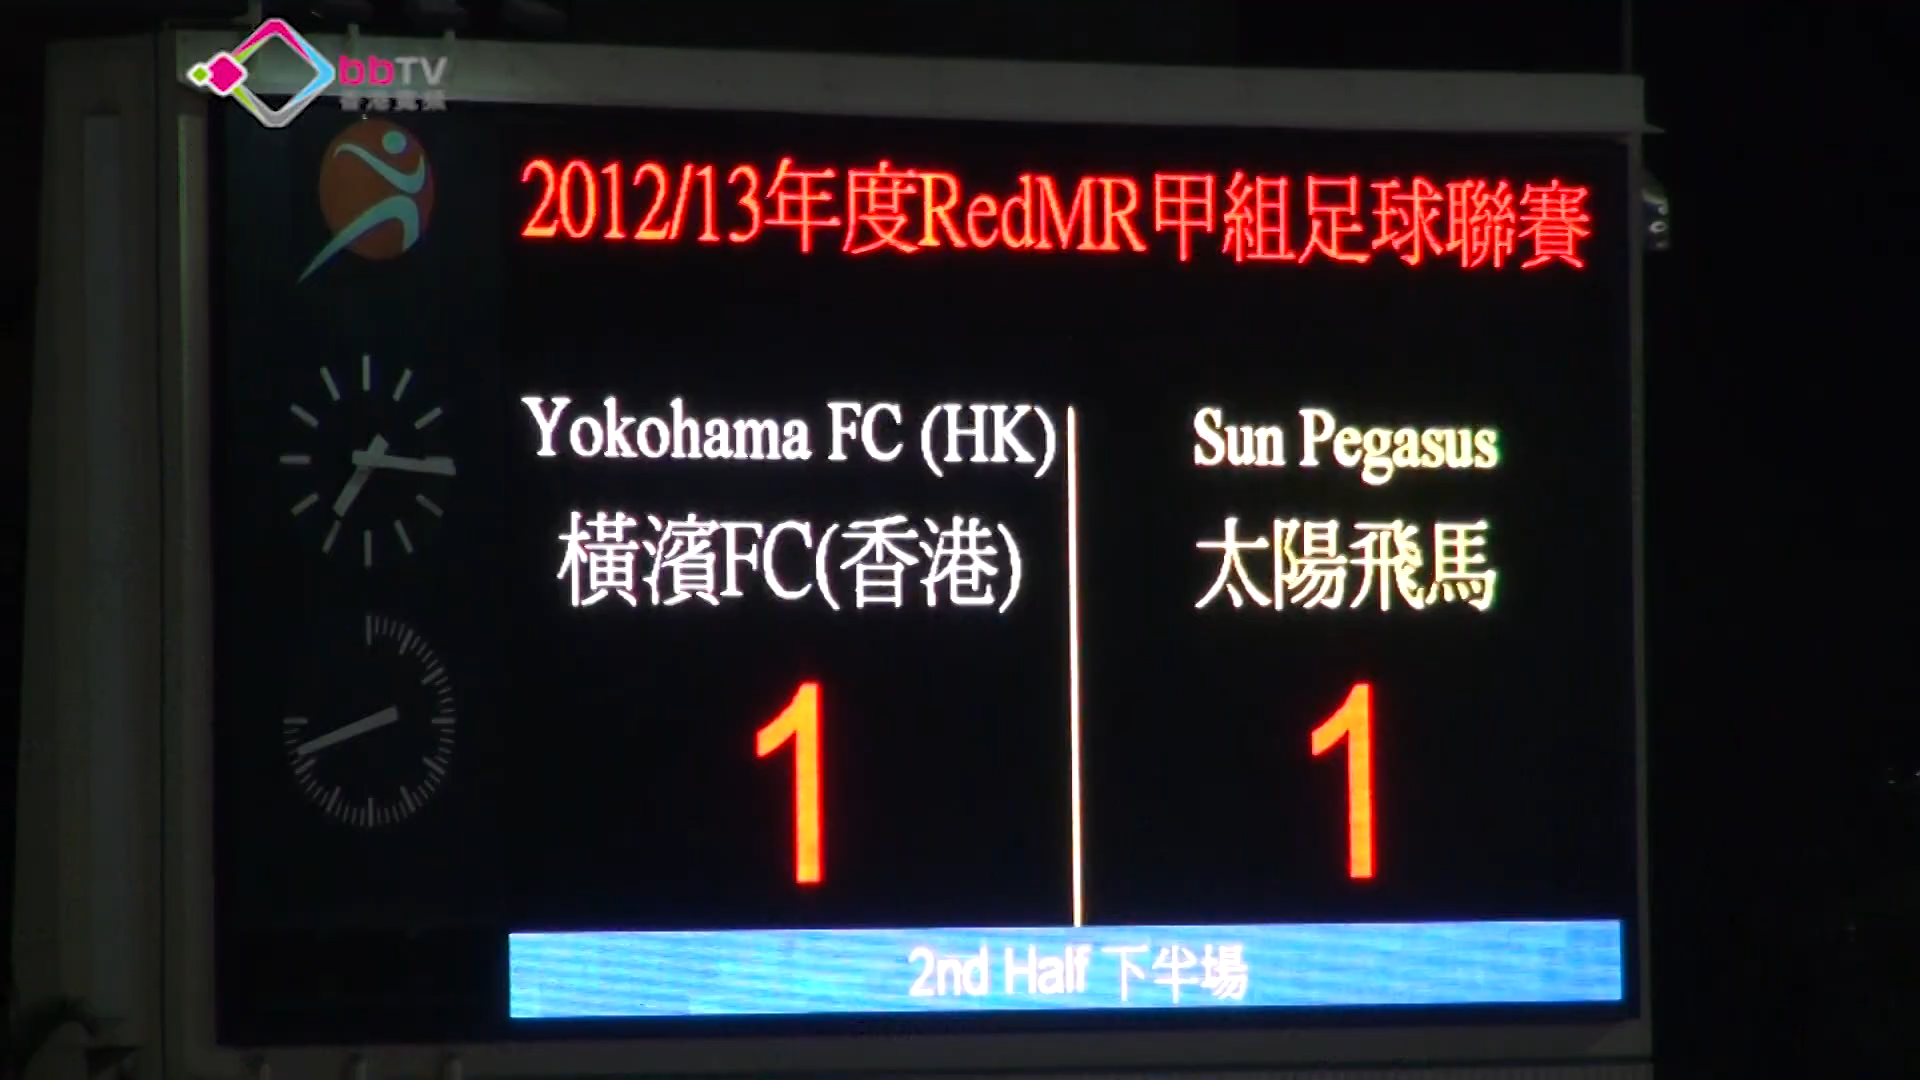 bbTV
2012/13年度RedMR甲組足球聯賽
Yokohama FC (HK)
Sun Pegasus
橫濱FC(香港)
太陽飛馬
1
1
2nd Half 下半場